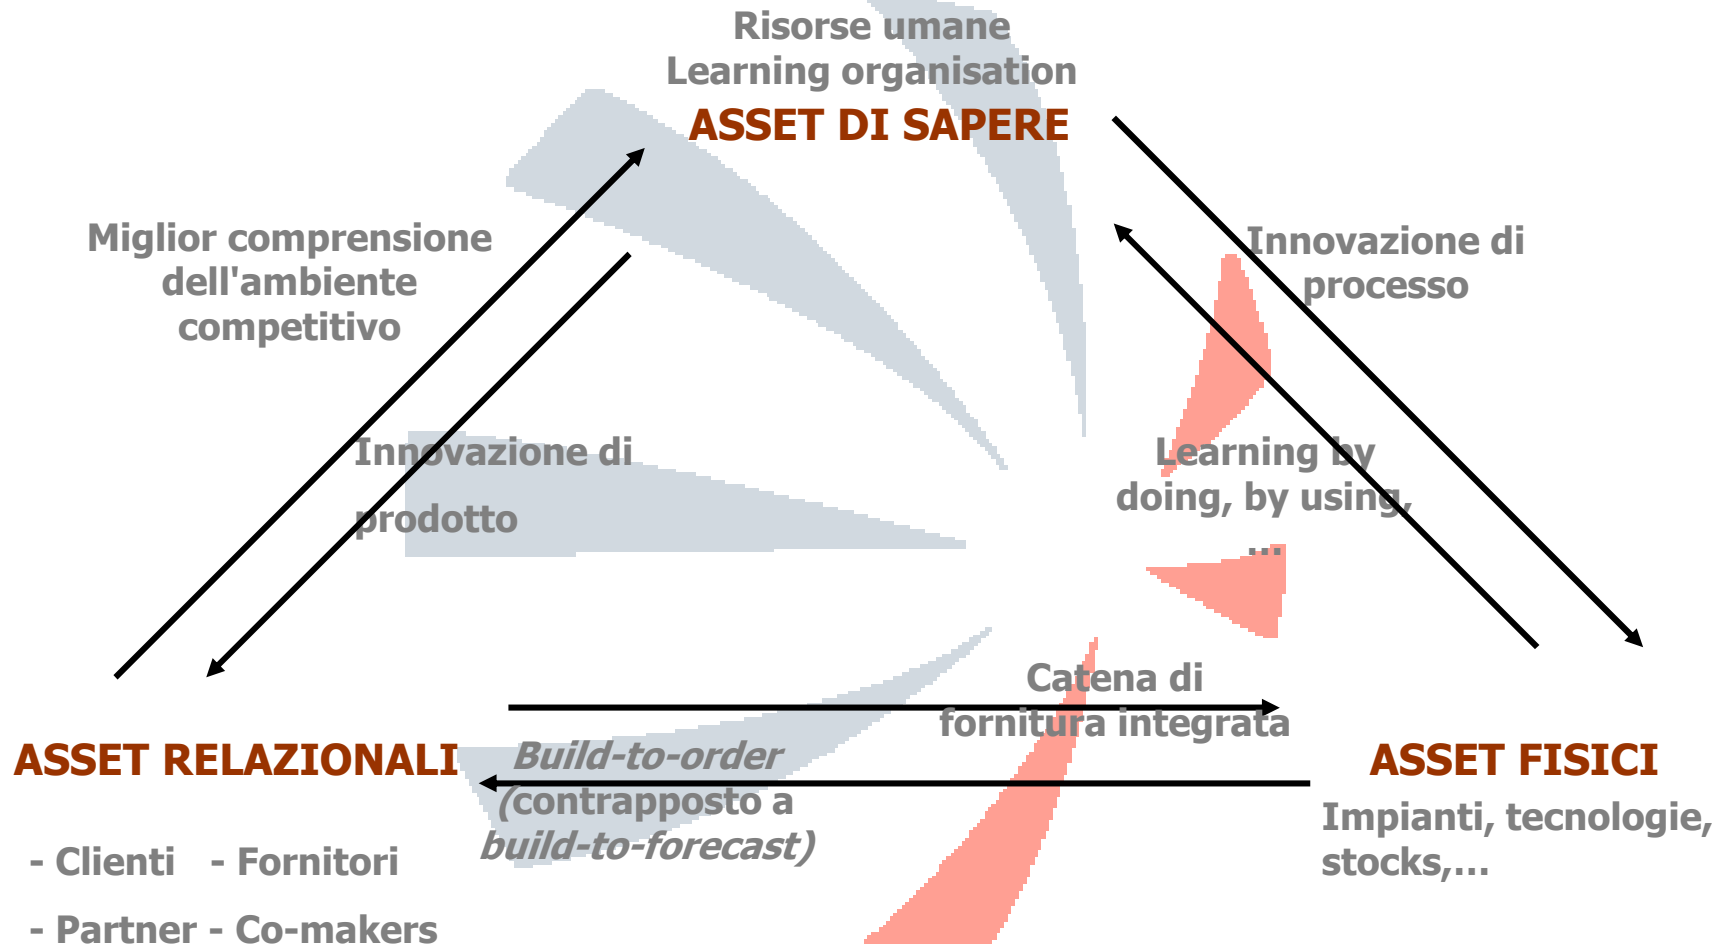 Risorse umane
Learning organisation
ASSET DI SAPERE
Miglior comprensione
dell'ambiente
competitivo
Innovazione di
processo
Innovazione di
prodotto
Learning by
doing, by using,
...
Catena di
fornitura integrata
ASSET RELAZIONALI
Build-to-order
(contrapposto a
build-to-forecast)
ASSET FISICI
Impianti, tecnologie,
stocks,...
- Clienti - Fornitori
- Partner - Co-makers